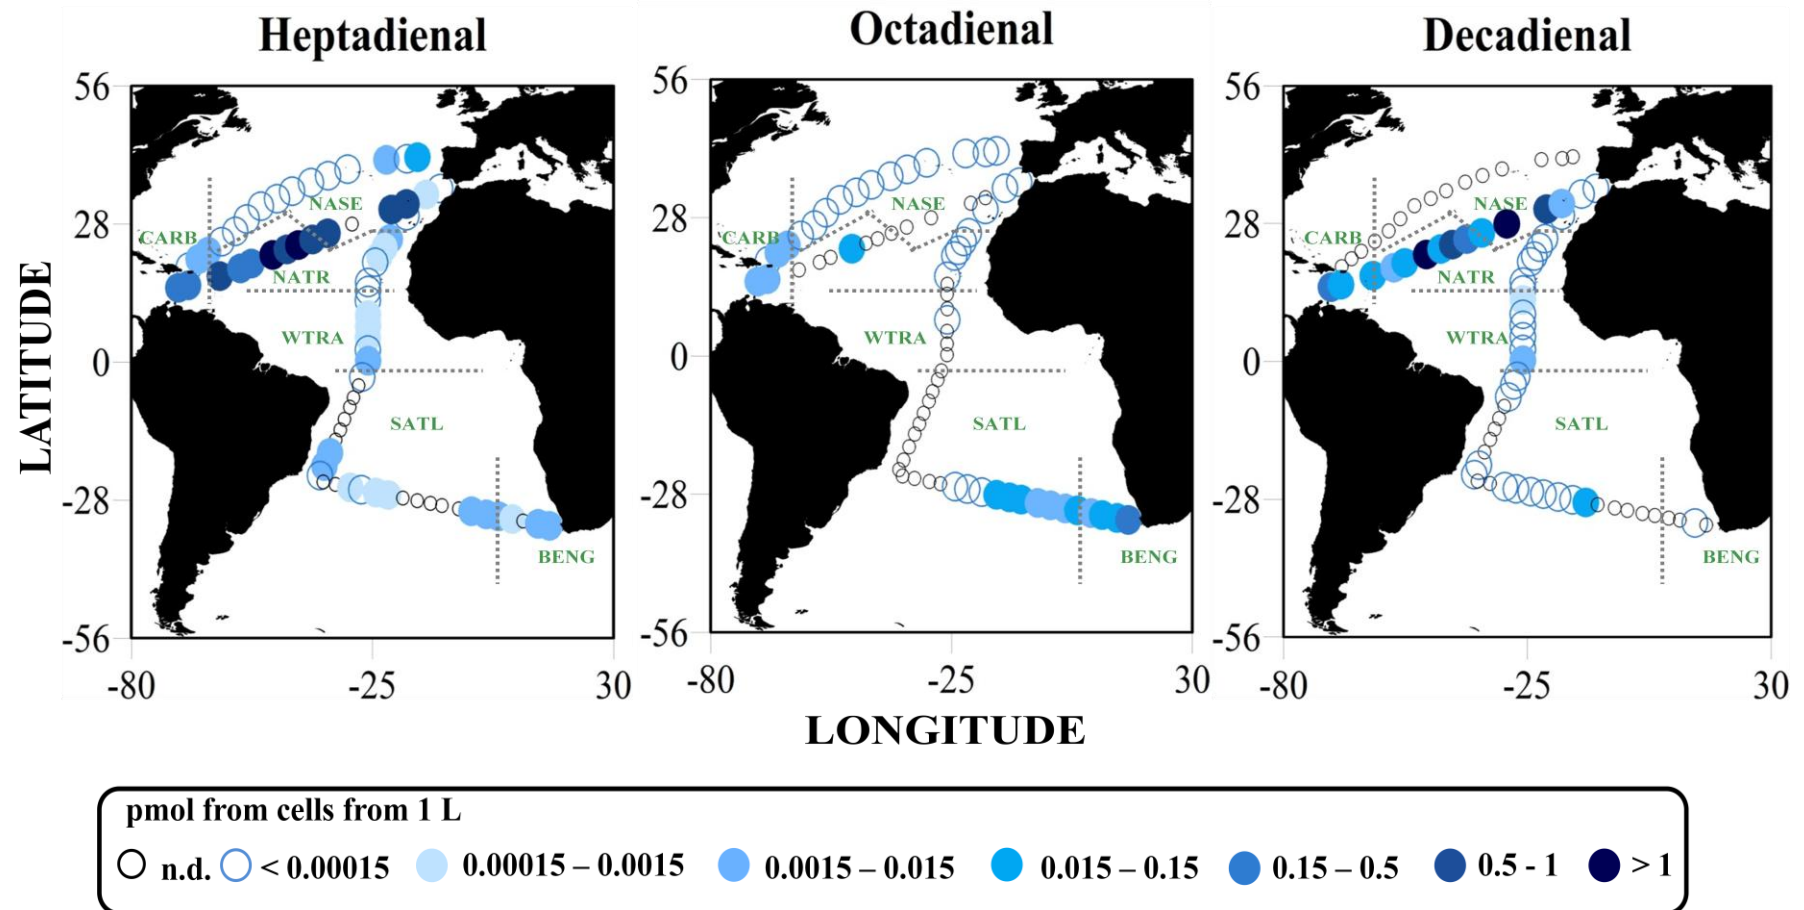 Heptadienal
Octadienal
Decadienal
LATITUDE
56
28
0
-28
-56
-80
-25
30
CARB
NASE
NATR
WTRA
SATL
BENG
56
28
0
-28
-56
-80
-25
30
CARB
NASE
WTRA
SATL
BENG
56
28
0
-28
-56
-80
-25
30
CARB
NASE
NATR
WTRA
SATL
BENG
LONGITUDE
pmol from cells from 1 L
n.d. < 0.00015 0.00015 – 0.0015 0.0015 – 0.015 0.015 – 0.15 0.15 – 0.5 0.5 - 1 > 1